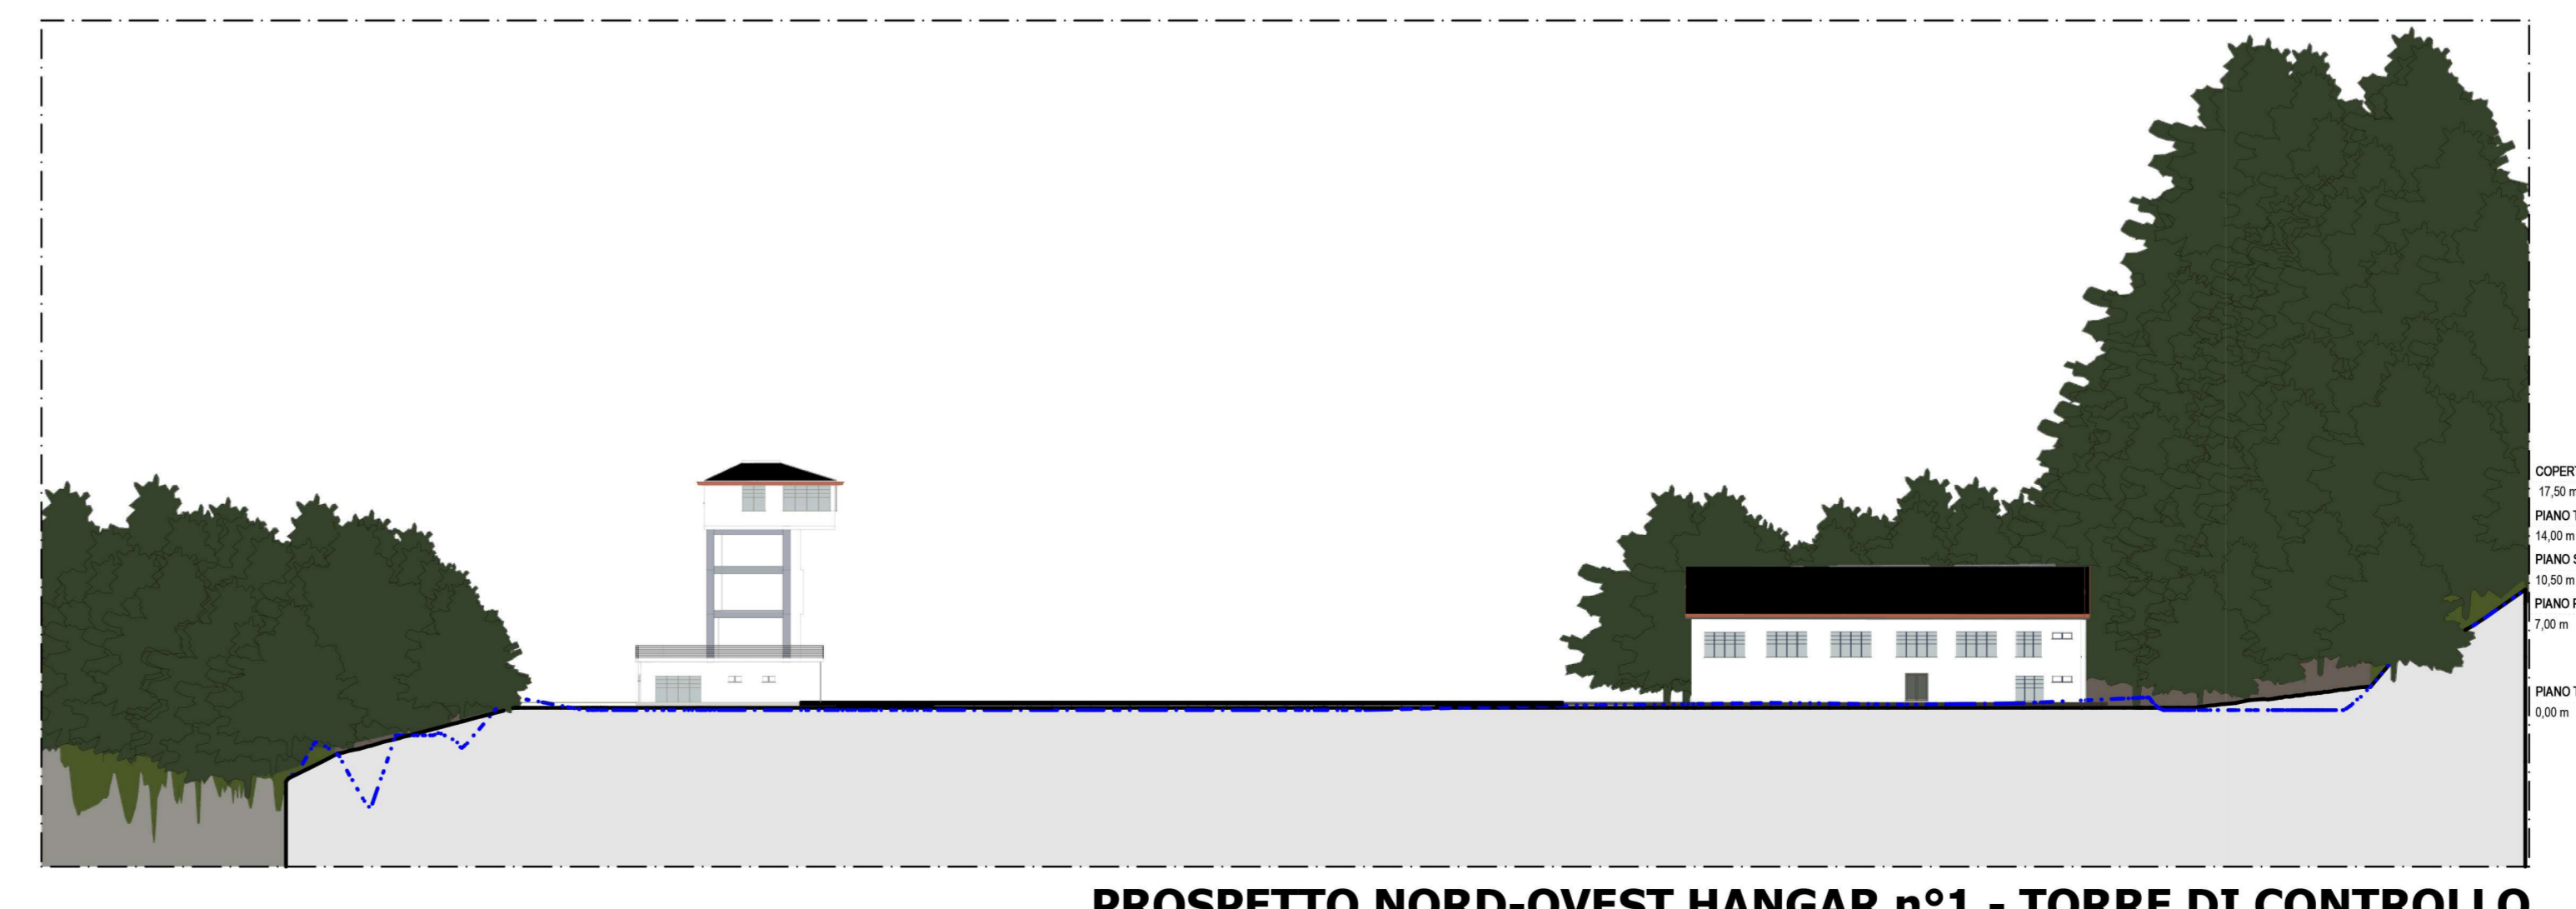 COPERT
17,50 m
PIANO T
14,00 m
PIANO S
10,50 m
PIANO P
7,00 m
PIANO T
0,00 m
PROSPETTO NORD-OVEST HANGAR n°1 - TORRE DI CONTROLLO